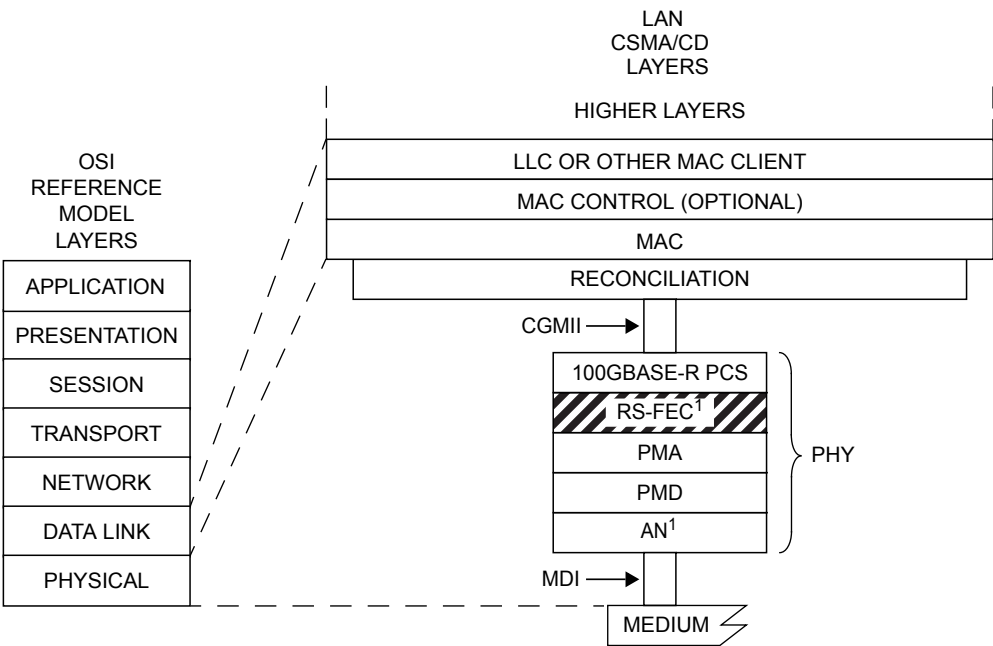 LAN
CSMA/CD
LAYERS
HIGHER LAYERS
LLC OR OTHER MAC CLIENT
MAC CONTROL (OPTIONAL)
MAC
RECONCILIATION
OSI
REFERENCE
MODEL
LAYERS
APPLICATION
PRESENTATION
SESSION
TRANSPORT
NETWORK
DATA LINK
PHYSICAL
CGMII
100GBASE-R PCS
RS-FEC1
PMA
PMD
AN1
PHY
MDI
MEDIUM